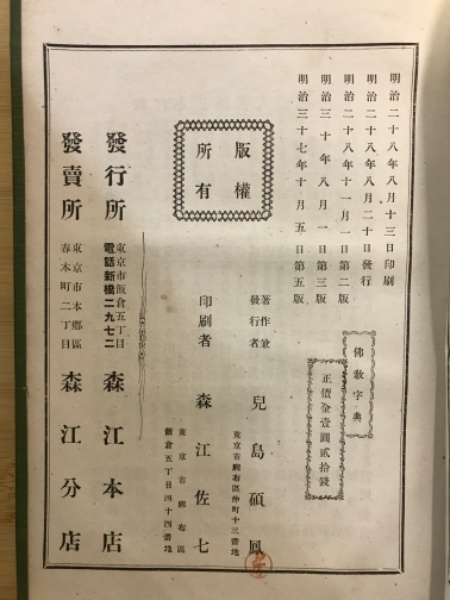 明治二十八年八月十三日印刷
明治二十八年八月二十日發行
明治二十八年十一月一日第二版
明治三十年八月一日第三版
明治三十七年十月五日第五版
佛敎字典
正價金壹圓貳拾錢
版權
所有
著作兼
發行者
兒島碩鳳
東京市麻布區仲町十三番地
印刷者
森江佐七
東京市麻布區
飯倉五丁目四十四番地
發行所
東京市飯倉五丁目
電話新橋二九七二
森江本店
發賣所
東京市本鄕區
春木町二丁目
森江分店